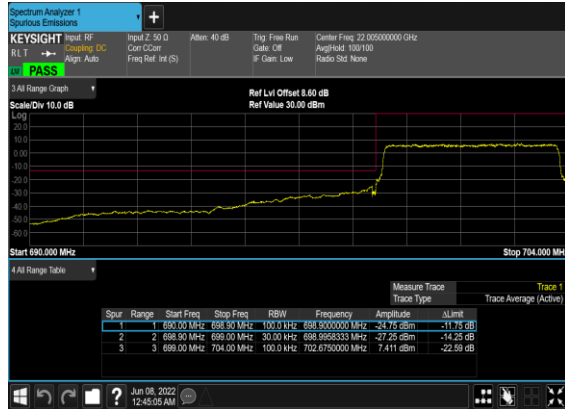 Spectrum Analyzer 1
Spurious Emissions
+
KEYSIGHT Input: RF Input Z: 50 Ω Atten: 40 dB Trig: Free Run Center Freq: 22.005000000 GHz
RLT Coupling: DC Corr CCorr Gate: Off Avg|Hold: 100/100
Align: Auto Freq Ref: Int (S) IF Gain: Low Radio Std: None
PASS
3 All Range Graph
Ref Lvl Offset 8.60 dB
Scale/Div 10.0 dB Ref Value 30.00 dBm
Log
20.0
10.0
0.00
-10.0
-20.0
-30.0
-40.0
-50.0
-60.0
Start 690.000 MHz Stop 704.000 MHz
4 All Range Table
Measure Trace Trace 1
Trace Type Trace Average (Active)
Spur Range Start Freq Stop Freq RBW Frequency Amplitude ΔLimit
1 1 690.00 MHz 698.90 MHz 100.0 kHz 698.9000000 MHz -24.75 dBm -11.75 dB
2 2 698.90 MHz 699.00 MHz 30.00 kHz 698.9958333 MHz -27.25 dBm -14.25 dB
3 3 699.00 MHz 704.00 MHz 100.0 kHz 702.6750000 MHz 7.411 dBm -22.59 dB
? Jun 08, 2022
12:45:05 AM